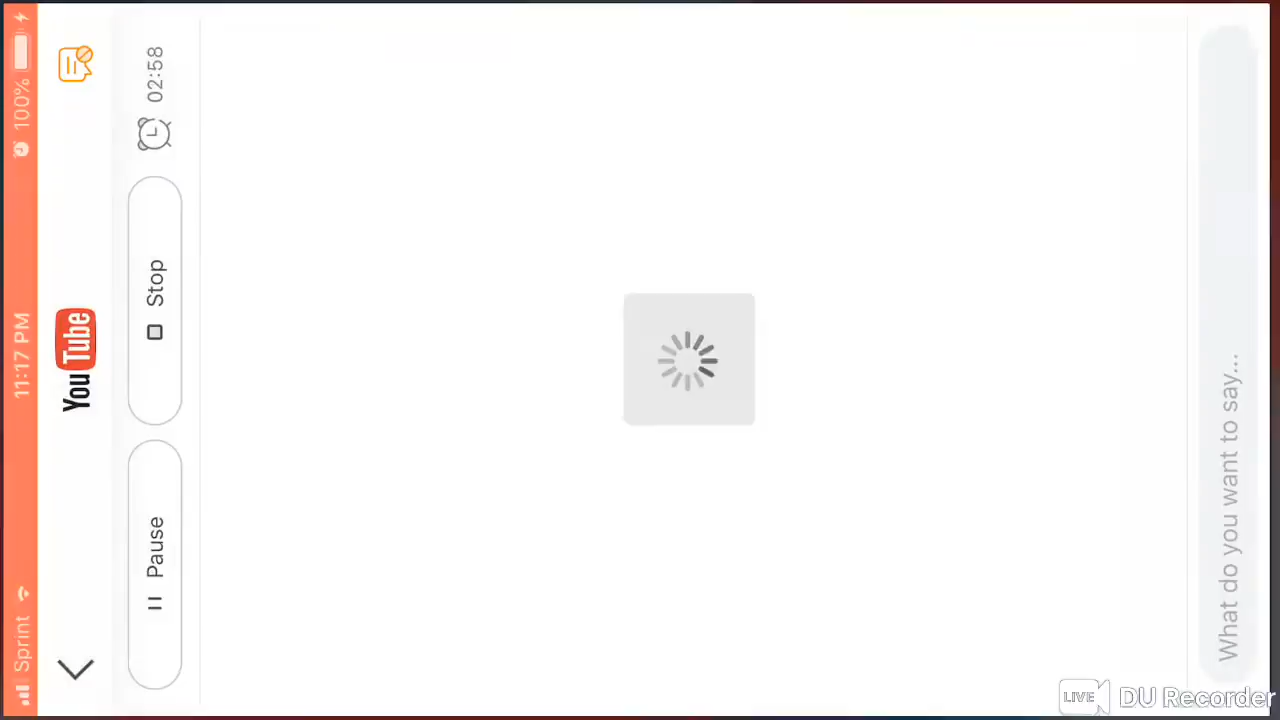 Sprint 11:17 PM 100%
YouTube
Pause Stop 02:58
What do you want to say...
LIVE DU Recorder